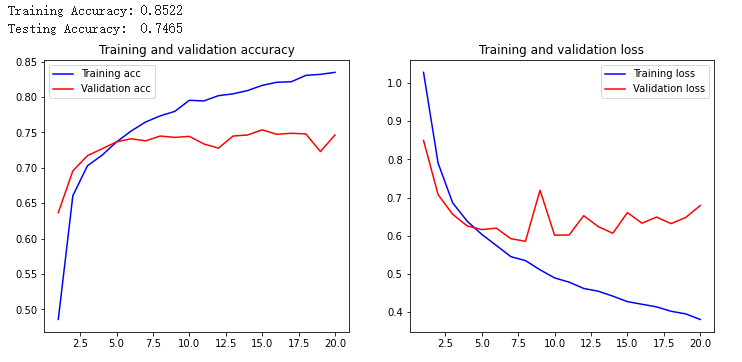 Training Accuracy: 0.8522
Testing Accuracy:  0.7465
Training and validation accuracy
Training acc
Validation acc
0.85
0.80
0.75
0.70
0.65
0.60
0.55
0.50
2.5 5.0 7.5 10.0 12.5 15.0 17.5 20.0
Training and validation loss
Training loss
Validation loss
1.0
0.9
0.8
0.7
0.6
0.5
0.4
2.5 5.0 7.5 10.0 12.5 15.0 17.5 20.0